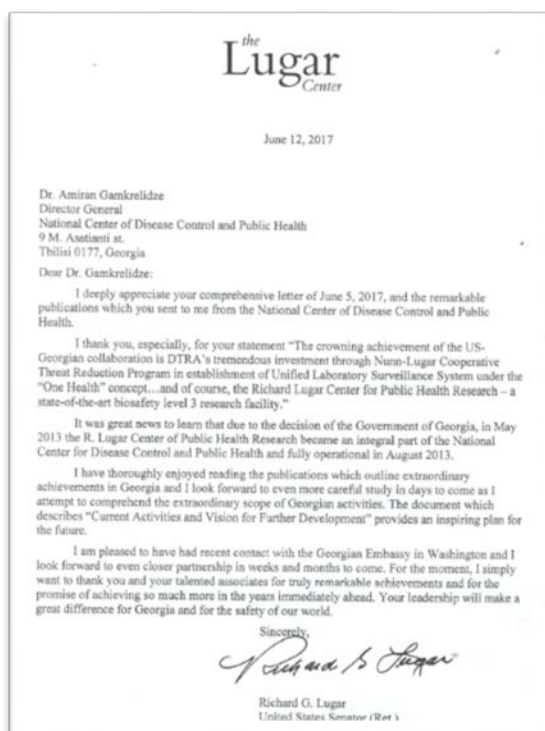 the
Lugar
Center
June 12, 2017
Dr. Amiran Gamkrelidze
Director General
National Center of Disease Control and Public Health
9 M. Asatianti st.
Tbilisi 0177, Georgia
Dear Dr. Gamkrelidze:
I deeply appreciate your comprehensive letter of June 5, 2017, and the remarkable
publications which you sent to me from the National Center of Disease Control and Public
Health.
I thank you, especially, for your statement "The crowning achievement of the US-
Georgian collaboration is DTRA's tremendous investment through Nunn-Lugar Cooperative
Threat Reduction Program in establishment of Unified Laboratory Surveillance System under the
"One Health" concept…and of course, the Richard Lugar Center for Public Health Research – a
state-of-the-art biosafety level 3 research facility."
It was great news to learn that due to the decision of the Government of Georgia, in May
2013 the R. Lugar Center of Public Health Research became an integral part of the National
Center for Disease Control and Public Health and fully operational in August 2013.
I have thoroughly enjoyed reading the publications which outline extraordinary
achievements in Georgia and I look forward to even more careful study in days to come as I
attempt to comprehend the extraordinary scope of Georgian activities. The document which
describes "Current Activities and Vision for Further Development" provides an inspiring plan for
the future.
I am pleased to have had recent contact with the Georgian Embassy in Washington and I
look forward to even closer partnership in weeks and months to come. For the moment, I simply
want to thank you and your talented associates for truly remarkable achievements and for the
promise of achieving so much more in the years immediately ahead. Your leadership will make a
great difference for Georgia and for the safety of our world.
Sincerely,
Richard G Lugar
Richard G. Lugar
United States Senator (Ret.)